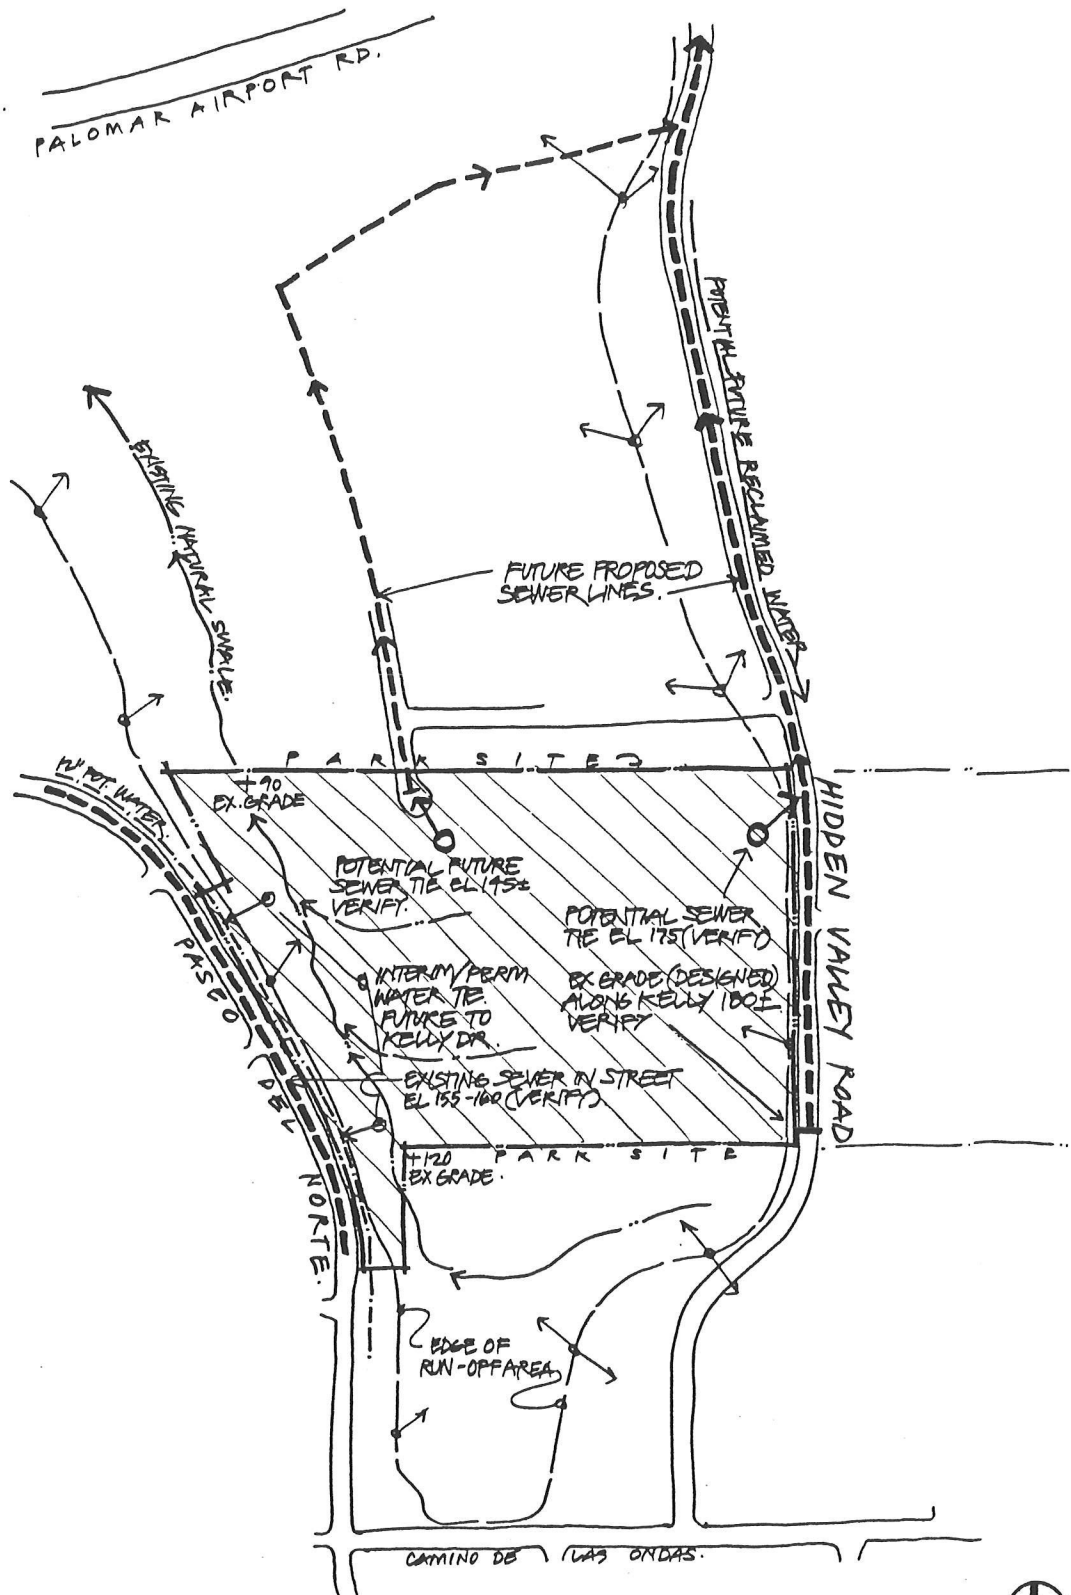 PALOMAR AIRPORT RD.
POTENTIAL FUTURE RECLAIMED WATER
EXISTING NATURAL SWALE.
FUTURE PROPOSED
SEWER LINES.
12" POT. WATER.
PARK SITE
+90
EX. GRADE
POTENTIAL FUTURE
SEWER TIE EL 145±
VERIFY.
POTENTIAL SEWER
TIE EL 175 (VERIFY)
HIDDEN VALLEY ROAD
INTERIM/PERM
WATER TIE.
FUTURE TO
KELLY DR.
EX GRADE (DESIGNED)
ALONG KELLY 180±
VERIFY
PASEO DEL NORTE.
EXISTING SEWER IN STREET
EL 155-160 (VERIFY).
+120
EX GRADE.
PARK SITE
EDGE OF
RUN-OFF AREA
CAMINO DE LAS ONDAS.